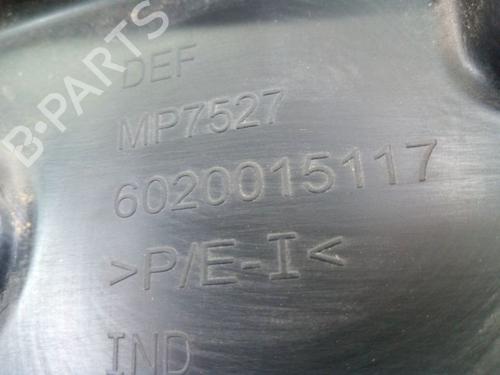 B-PARTS
DEF
MP7527
6020015117
>P/E-I<
IND